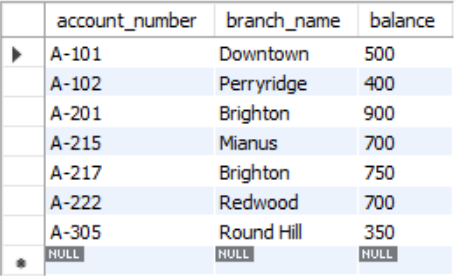 account_number branch_name balance
A-101 Downtown 500
A-102 Perryridge 400
A-201 Brighton 900
A-215 Mianus 700
A-217 Brighton 750
A-222 Redwood 700
A-305 Round Hill 350
NULL NULL NULL